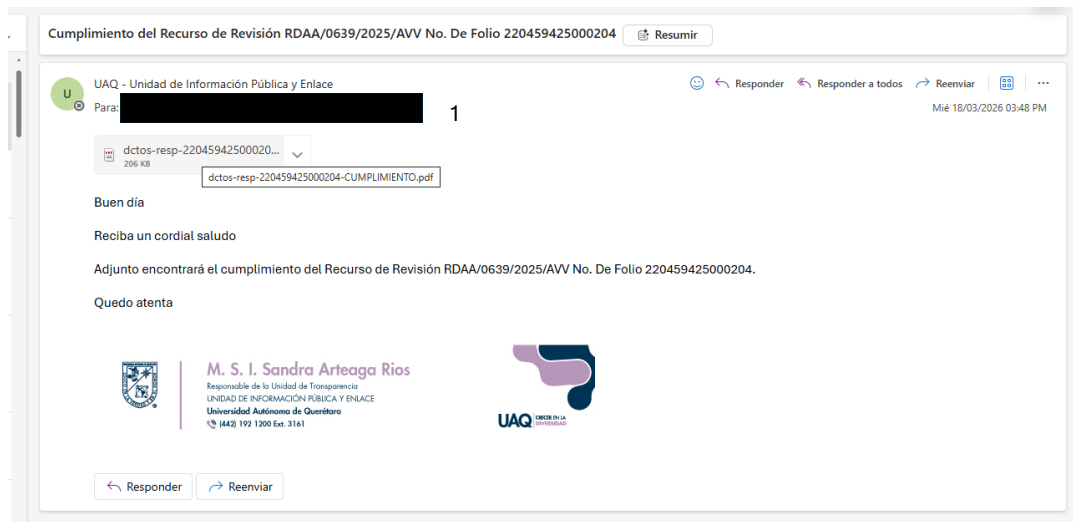 Cumplimiento del Recurso de Revisión RDAA/0639/2025/AVV No. De Folio 220459425000204 Resumir
U
UAQ - Unidad de Información Pública y Enlace
Responder Responder a todos Reenviar
Para: 1
Mié 18/03/2026 03:48 PM
dctos-resp-22045942500020...
206 KB
dctos-resp-220459425000204-CUMPLIMIENTO.pdf
Buen día
Reciba un cordial saludo
Adjunto encontrará el cumplimiento del Recurso de Revisión RDAA/0639/2025/AVV No. De Folio 220459425000204.
Quedo atenta
M. S. I. Sandra Arteaga Rios
Responsable de la Unidad de Transparencia
UNIDAD DE INFORMACIÓN PÚBLICA Y ENLACE
Universidad Autónoma de Querétaro
(442) 192 1200 Ext. 3161
UAQ CRECER EN LA
DIVERSIDAD
Responder Reenviar